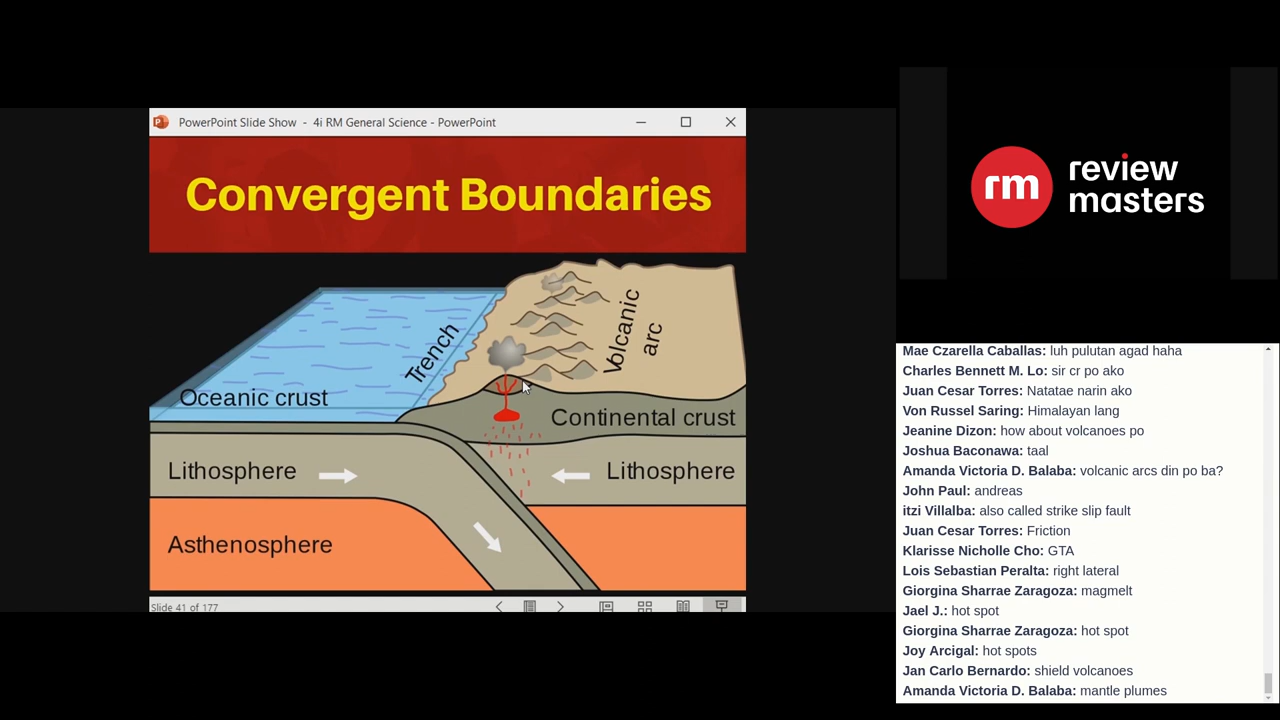 PowerPoint Slide Show - 4i RM General Science - PowerPoint
Convergent Boundaries
Trench
Volcanic
arc
Oceanic crust
Continental crust
Lithosphere
Lithosphere
Asthenosphere
Slide 41 of 177
rm
review
masters
Mae Czarella Caballas: luh pulutan agad haha
Charles Bennett M. Lo: sir cr po ako
Juan Cesar Torres: Natatae narin ako
Von Russel Saring: Himalayan lang
Jeanine Dizon: how about volcanoes po
Joshua Baconawa: taal
Amanda Victoria D. Balaba: volcanic arcs din po ba?
John Paul: andreas
itzi Villalba: also called strike slip fault
Juan Cesar Torres: Friction
Klarisse Nicholle Cho: GTA
Lois Sebastian Peralta: right lateral
Giorgina Sharrae Zaragoza: magmelt
Jael J.: hot spot
Giorgina Sharrae Zaragoza: hot spot
Joy Arcigal: hot spots
Jan Carlo Bernardo: shield volcanoes
Amanda Victoria D. Balaba: mantle plumes